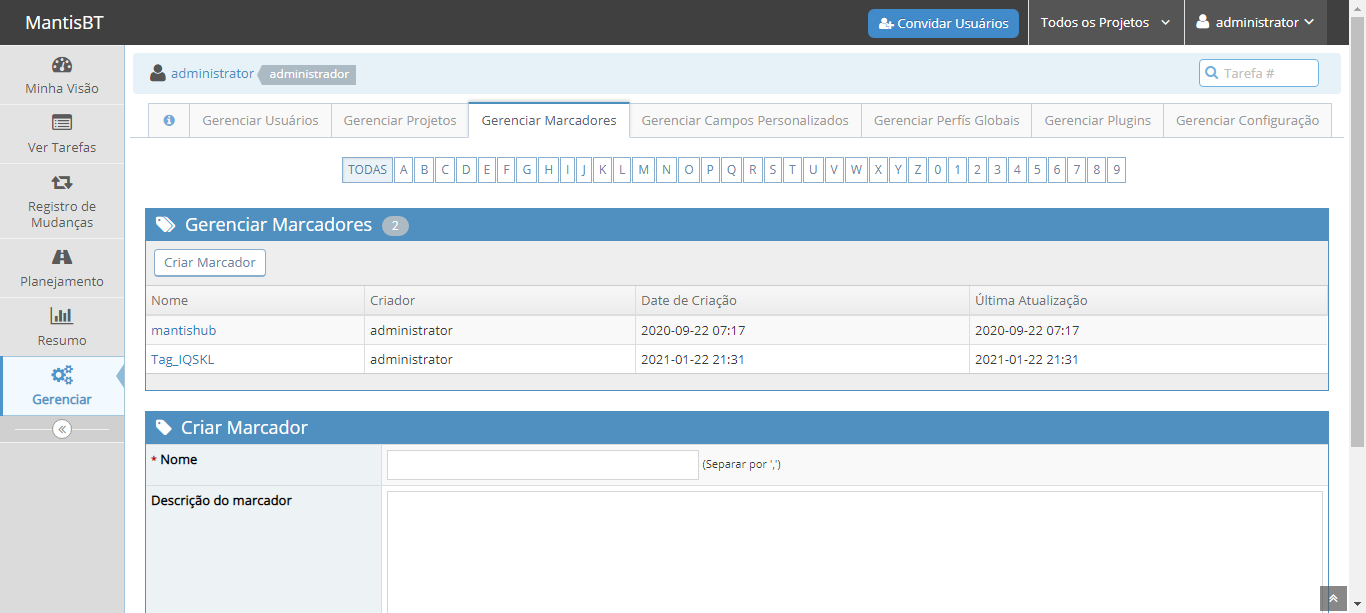 MantisBT
Convidar Usuários
Todos os Projetos
administrator
Minha Visão
Ver Tarefas
Registro de
Mudanças
Planejamento
Resumo
Gerenciar
administrator administrador
Tarefa #
Gerenciar Usuários Gerenciar Projetos Gerenciar Marcadores Gerenciar Campos Personalizados Gerenciar Perfís Globais Gerenciar Plugins Gerenciar Configuração
TODAS A B C D E F G H I J K L M N O P Q R S T U V W X Y Z 0 1 2 3 4 5 6 7 8 9
Gerenciar Marcadores 2
Criar Marcador
Nome Criador Date de Criação Última Atualização
mantishub administrator 2020-09-22 07:17 2020-09-22 07:17
Tag_IQSKL administrator 2021-01-22 21:31 2021-01-22 21:31
Criar Marcador
* Nome (Separar por ',')
Descrição do marcador